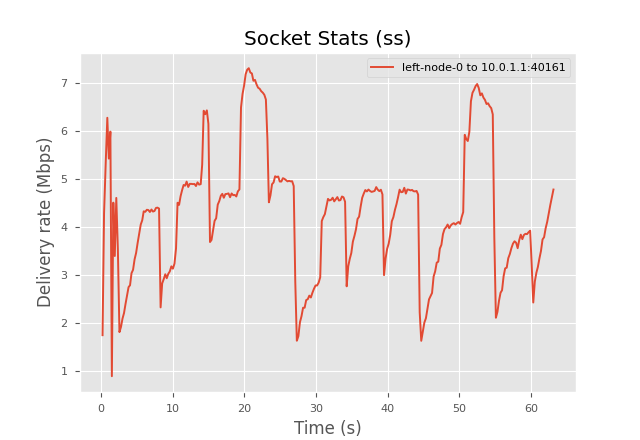 Socket Stats (ss)
left-node-0 to 10.0.1.1:40161
Delivery rate (Mbps)
7
6
5
4
3
2
1
0 10 20 30 40 50 60
Time (s)